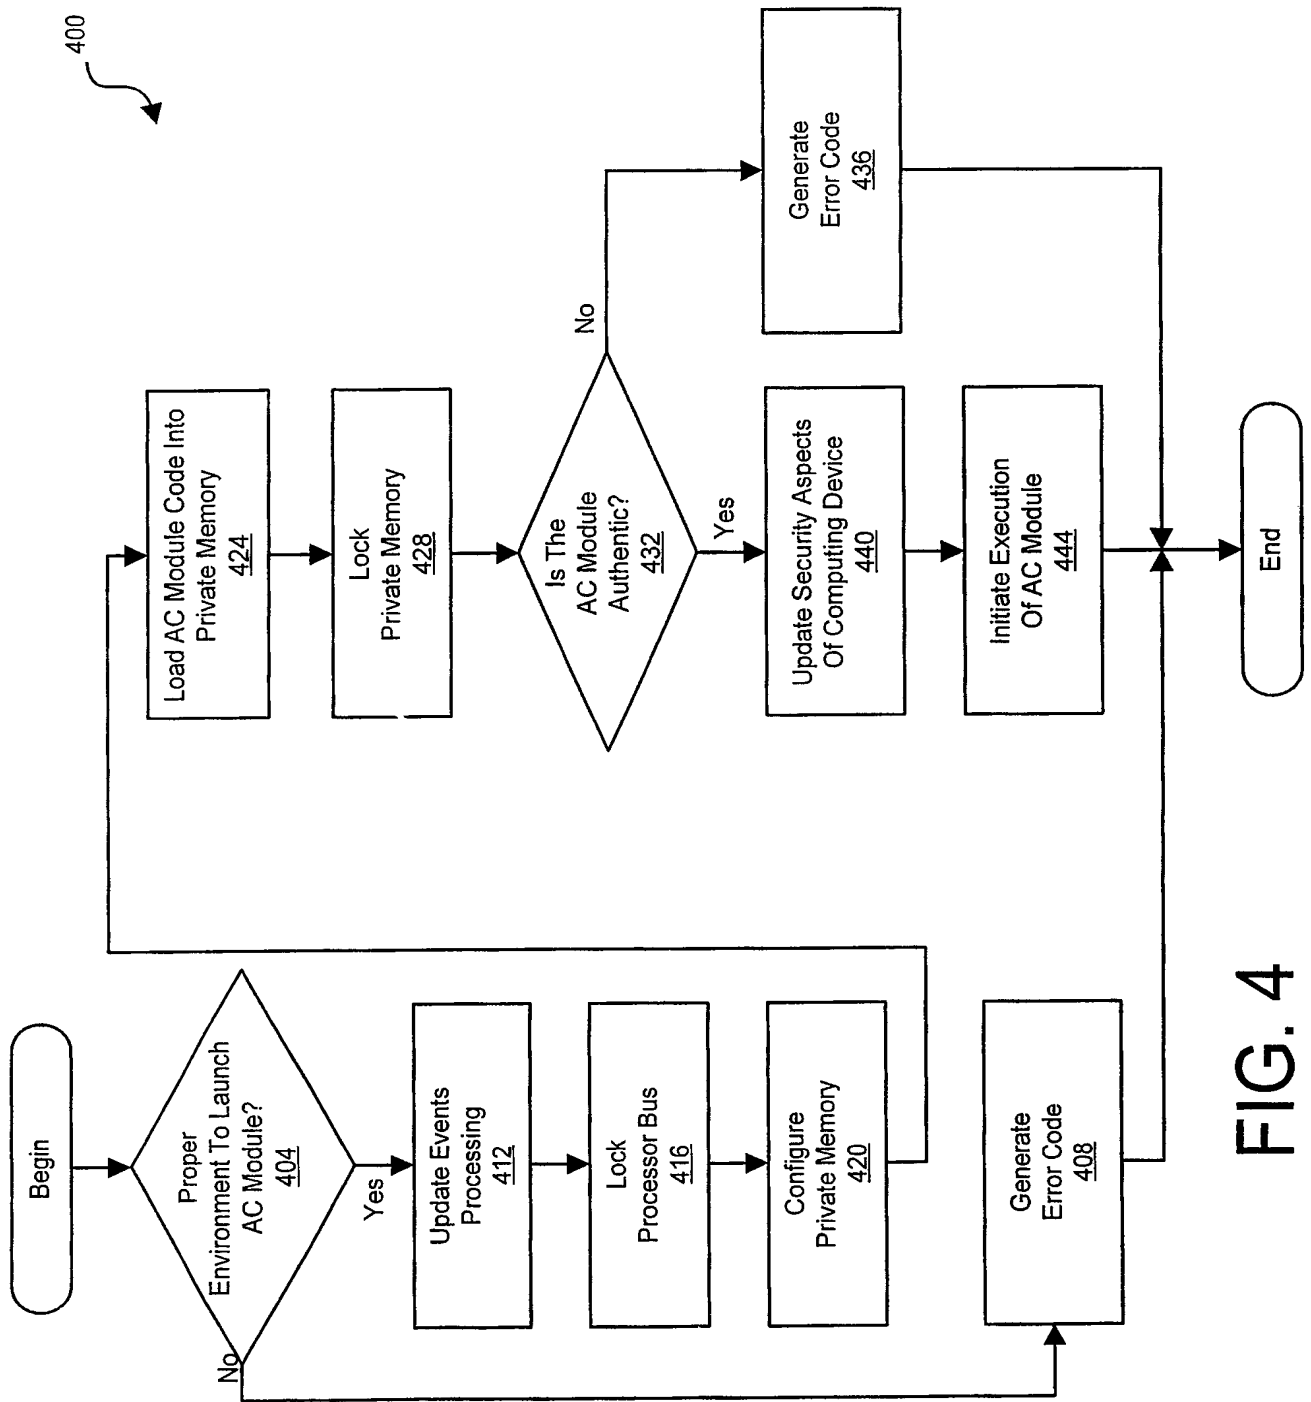 400
Begin
Proper
Environment To Launch
AC Module?
404
No
Yes
Update Events
Processing
412
Lock
Processor Bus
416
Configure
Private Memory
420
Generate
Error Code
408
Load AC Module Code Into
Private Memory
424
Lock
Private Memory
428
Is The
AC Module
Authentic?
432
No
Yes
Generate
Error Code
436
Update Security Aspects
Of Computing Device
440
Initiate Execution
Of AC Module
444
End
FIG. 4